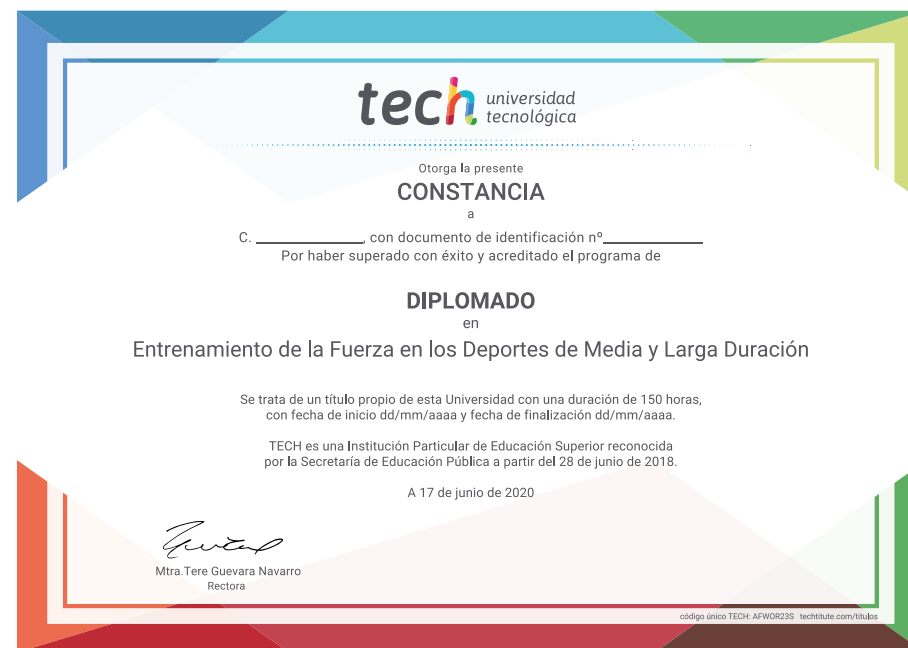 tech universidad
tecnológica
Otorga la presente
CONSTANCIA
a
C. ____________, con documento de identificación nº____________
Por haber superado con éxito y acreditado el programa de
DIPLOMADO
en
Entrenamiento de la Fuerza en los Deportes de Media y Larga Duración
Se trata de un título propio de esta Universidad con una duración de 150 horas,
con fecha de inicio dd/mm/aaaa y fecha de finalización dd/mm/aaaa.
TECH es una Institución Particular de Educación Superior reconocida
por la Secretaría de Educación Pública a partir del 28 de junio de 2018.
A 17 de junio de 2020
Mtra.Tere Guevara Navarro
Rectora
código único TECH: AFWOR23S techtitute.com/titulos